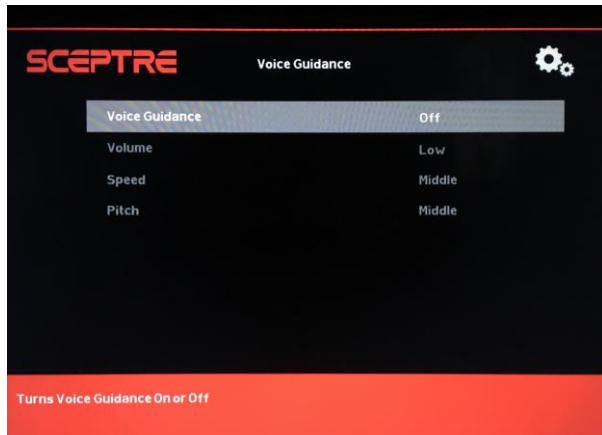 SCEPTRE
Voice Guidance
Voice Guidance Off
Volume Low
Speed Middle
Pitch Middle
Turns Voice Guidance On or Off